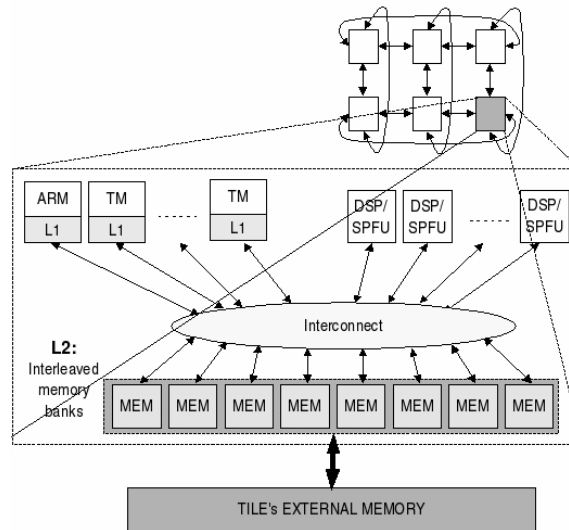 ARM
TM
TM
DSP/
SPFU
DSP/
SPFU
DSP/
SPFU
L1
L1
L1
Interconnect
L2:
Interleaved
memory
banks
MEM
MEM
MEM
MEM
MEM
MEM
MEM
MEM
TILE's EXTERNAL MEMORY